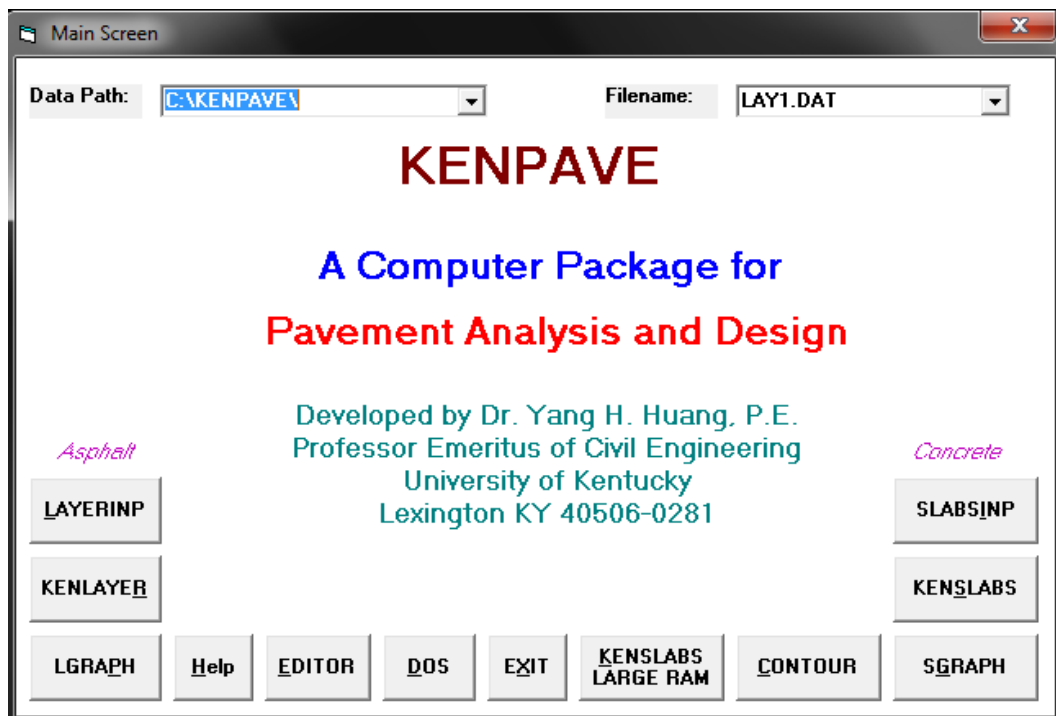 Main Screen
Data Path: C:\KENPAVE\ Filename: LAY1.DAT
KENPAVE
A Computer Package for
Pavement Analysis and Design
Developed by Dr. Yang H. Huang, P.E.
Professor Emeritus of Civil Engineering
University of Kentucky
Lexington KY 40506-0281
Asphalt
Concrete
LAYERINP
SLABSINP
KENLAYER
KENSLABS
LGRAPH
Help
EDITOR
DOS
EXIT
KENSLABS
LARGE RAM
CONTOUR
SGRAPH